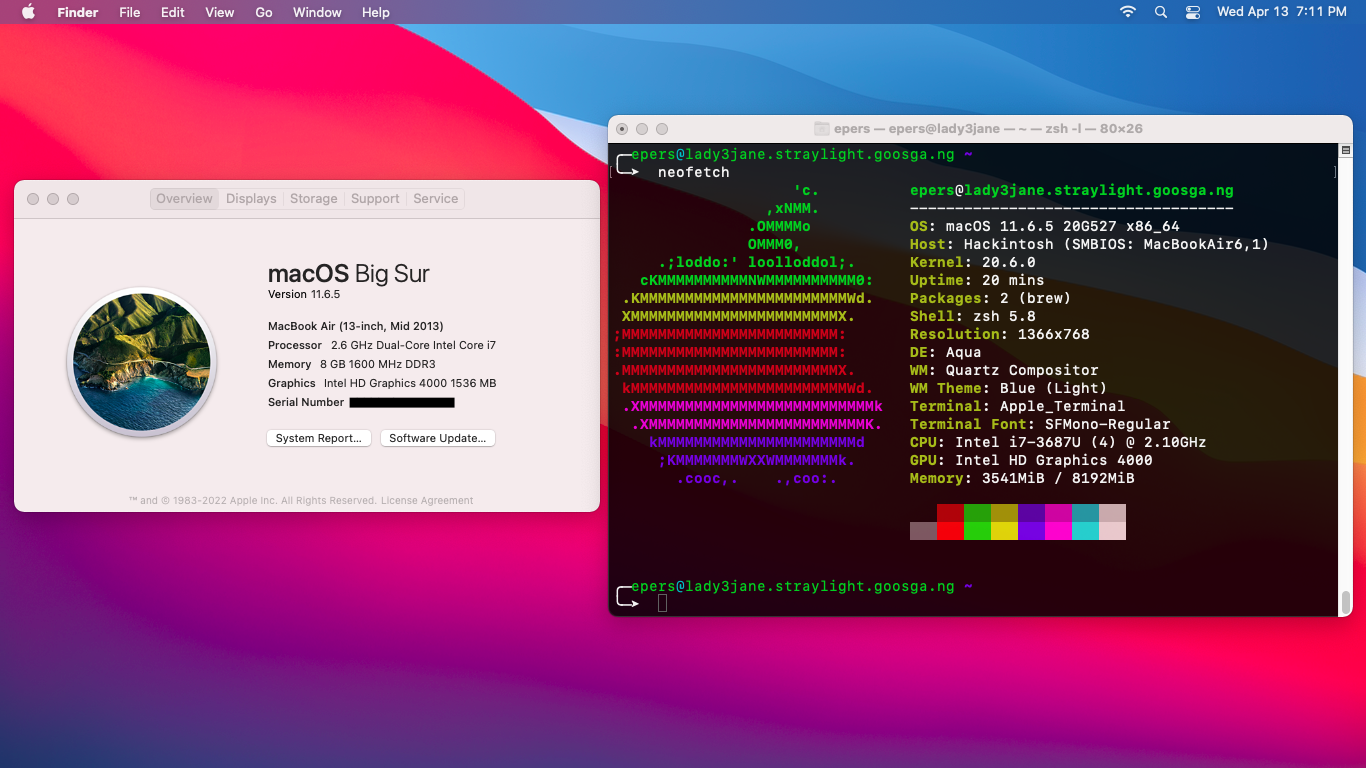 Finder File Edit View Go Window Help
Wed Apr 13 7:11 PM
Overview Displays Storage Support Service
macOS Big Sur
Version 11.6.5
MacBook Air (13-inch, Mid 2013)
Processor 2.6 GHz Dual-Core Intel Core i7
Memory 8 GB 1600 MHz DDR3
Graphics Intel HD Graphics 4000 1536 MB
Serial Number
System Report... Software Update...
™ and © 1983-2022 Apple Inc. All Rights Reserved. License Agreement
epers — epers@lady3jane — ~ — zsh -l — 80×26
epers@lady3jane.straylight.goosga.ng ~
neofetch
'c.
,xNMM.
.OMMMMo
OMMM0,
.;loddo:' loolloddol;.
cKMMMMMMMMMMNWMMMMMMMMMM0:
.KMMMMMMMMMMMMMMMMMMMMMMMWd.
XMMMMMMMMMMMMMMMMMMMMMMMX.
;MMMMMMMMMMMMMMMMMMMMMMMM:
:MMMMMMMMMMMMMMMMMMMMMMMM:
.MMMMMMMMMMMMMMMMMMMMMMMMX.
kMMMMMMMMMMMMMMMMMMMMMMMMWd.
.XMMMMMMMMMMMMMMMMMMMMMMMMMMk
.XMMMMMMMMMMMMMMMMMMMMMMMMK.
kMMMMMMMMMMMMMMMMMMMMMMd
;KMMMMMMMWXXWMMMMMMMk.
.cooc,. .,coo:.
epers@lady3jane.straylight.goosga.ng
------------------------------------
OS: macOS 11.6.5 20G527 x86_64
Host: Hackintosh (SMBIOS: MacBookAir6,1)
Kernel: 20.6.0
Uptime: 20 mins
Packages: 2 (brew)
Shell: zsh 5.8
Resolution: 1366x768
DE: Aqua
WM: Quartz Compositor
WM Theme: Blue (Light)
Terminal: Apple_Terminal
Terminal Font: SFMono-Regular
CPU: Intel i7-3687U (4) @ 2.10GHz
GPU: Intel HD Graphics 4000
Memory: 3541MiB / 8192MiB
epers@lady3jane.straylight.goosga.ng ~